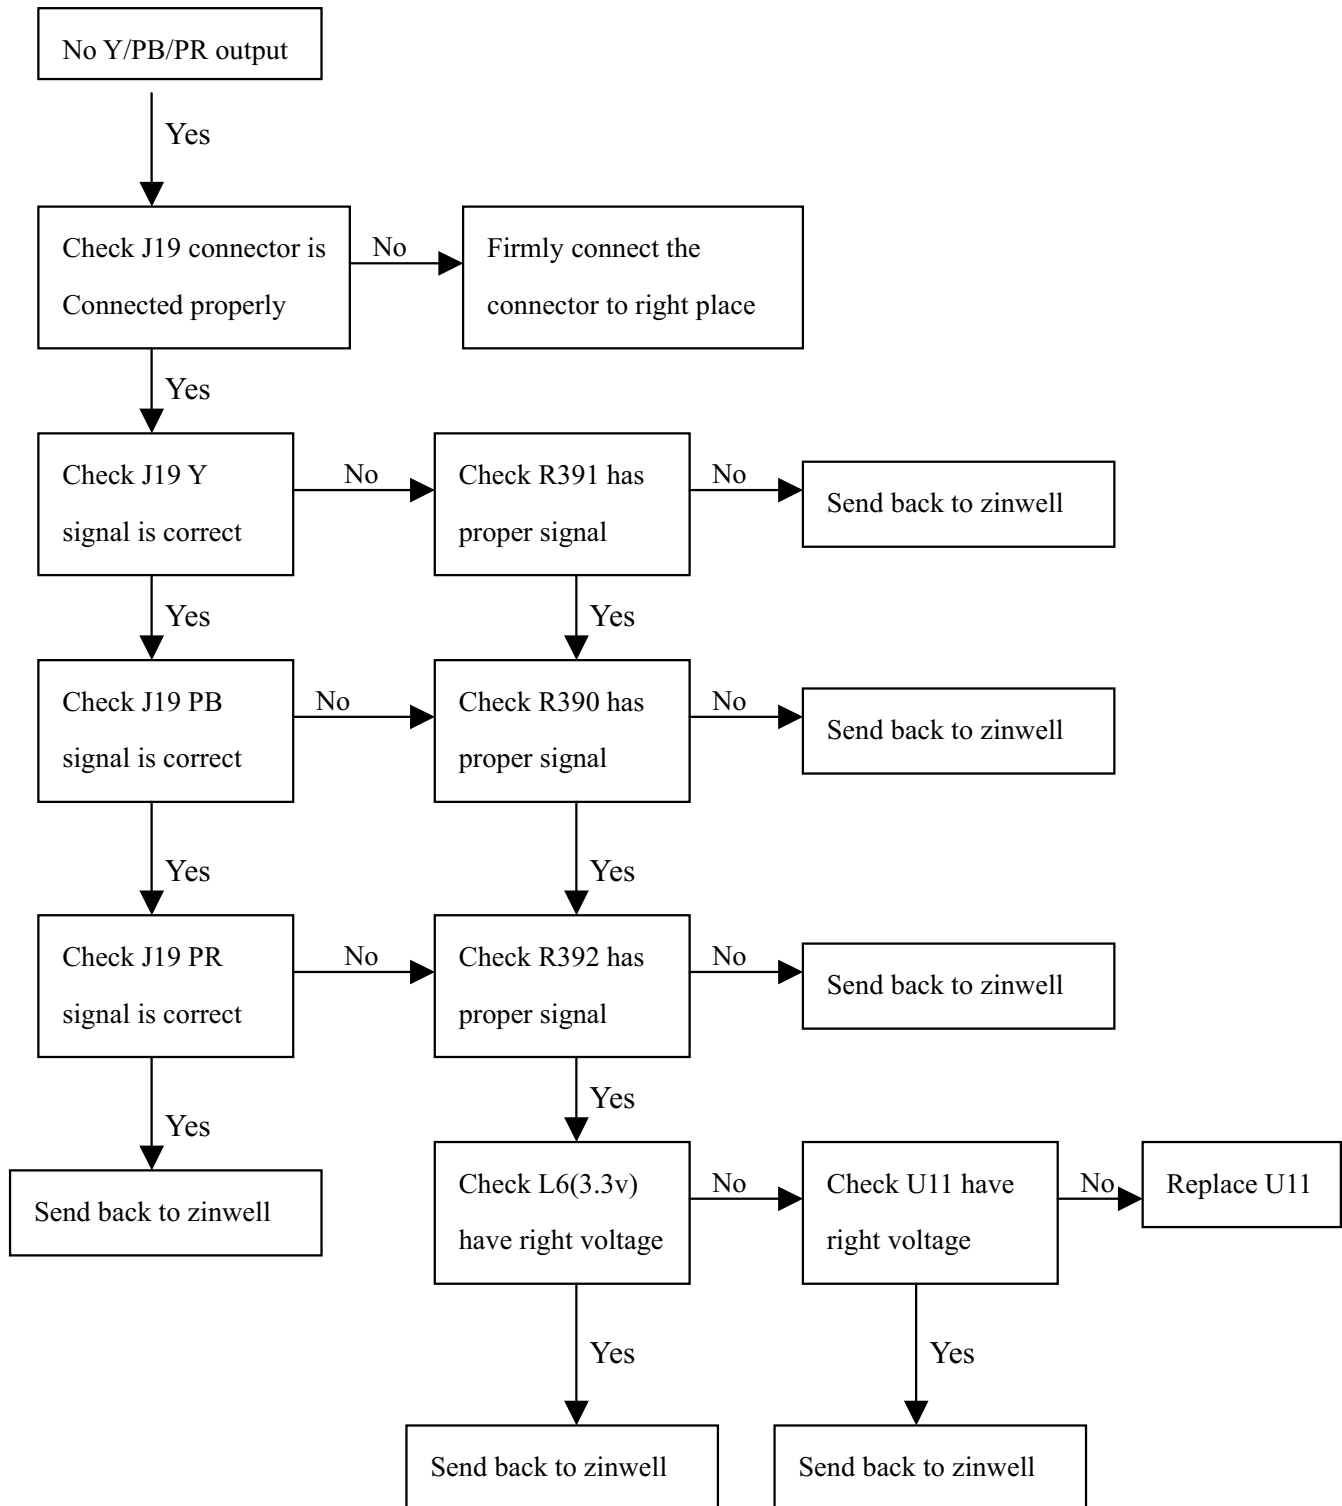 No Y/PB/PR output
Yes
Check J19 connector is
Connected properly
No
Firmly connect the
connector to right place
Yes
Check J19 Y
signal is correct
No
Check R391 has
proper signal
No
Send back to zinwell
Yes
Yes
Check J19 PB
signal is correct
No
Check R390 has
proper signal
No
Send back to zinwell
Yes
Yes
Check J19 PR
signal is correct
No
Check R392 has
proper signal
No
Send back to zinwell
Yes
Yes
Send back to zinwell
Check L6(3.3v)
have right voltage
No
Check U11 have
right voltage
No
Replace U11
Yes
Yes
Send back to zinwell
Send back to zinwell